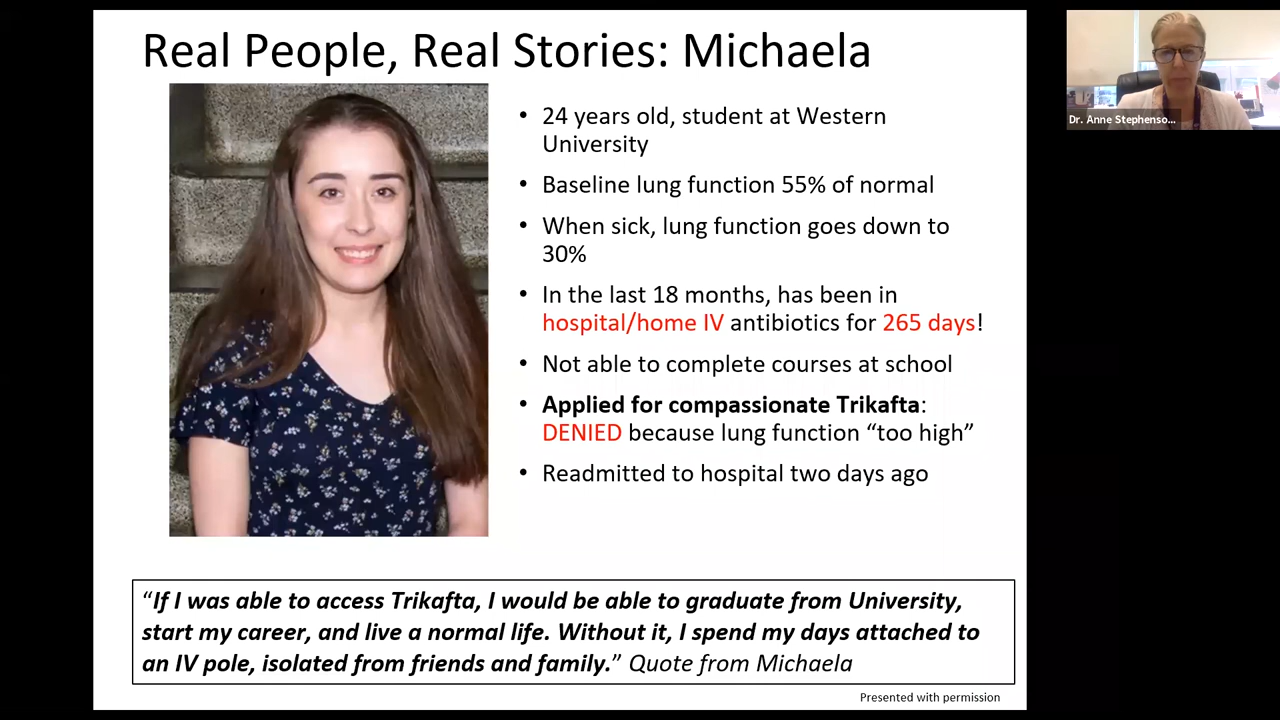 Real People, Real Stories: Michaela
• 24 years old, student at Western
University
• Baseline lung function 55% of normal
• When sick, lung function goes down to
30%
• In the last 18 months, has been in
hospital/home IV antibiotics for 265 days!
• Not able to complete courses at school
• Applied for compassionate Trikafta:
DENIED because lung function “too high”
• Readmitted to hospital two days ago
“If I was able to access Trikafta, I would be able to graduate from University,
start my career, and live a normal life. Without it, I spend my days attached to
an IV pole, isolated from friends and family.” Quote from Michaela
Presented with permission
Dr. Anne Stephenso...